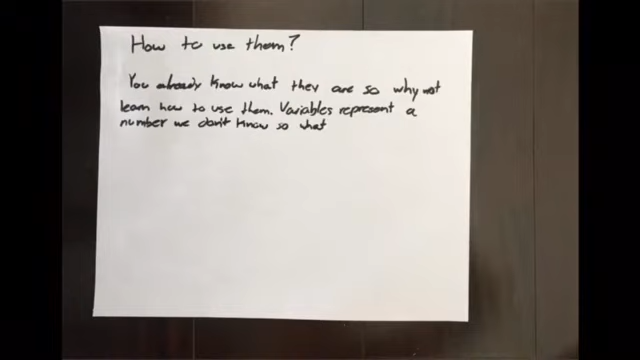 How to use them?
You already know what they are so why not
learn how to use them. Variables represent a
number we don't know so what